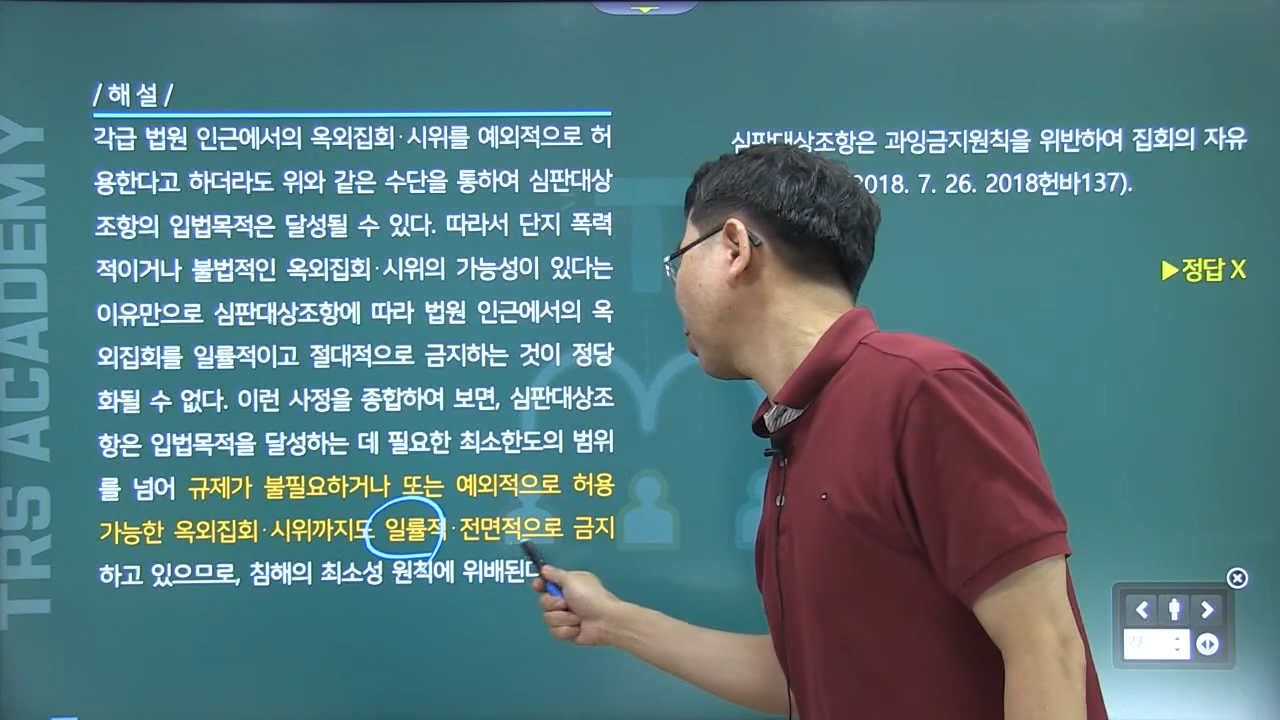 / 해 설 /
각급 법원 인근에서의 옥외집회·시위를 예외적으로 허
용한다고 하더라도 위와 같은 수단을 통하여 심판대상
조항의 입법목적은 달성될 수 있다. 따라서 단지 폭력
적이거나 불법적인 옥외집회·시위의 가능성이 있다는
이유만으로 심판대상조항에 따라 법원 인근에서의 옥
외집회를 일률적이고 절대적으로 금지하는 것이 정당
화될 수 없다. 이런 사정을 종합하여 보면, 심판대상조
항은 입법목적을 달성하는 데 필요한 최소한도의 범위
를 넘어 규제가 불필요하거나 또는 예외적으로 허용
가능한 옥외집회·시위까지도 일률적·전면적으로 금지
하고 있으므로, 침해의 최소성 원칙에 위배된다
심판대상조항은 과잉금지원칙을 위반하여 집회의 자유
2018. 7. 26. 2018헌바137).
▶정답 X
TRS ACADEMY
23